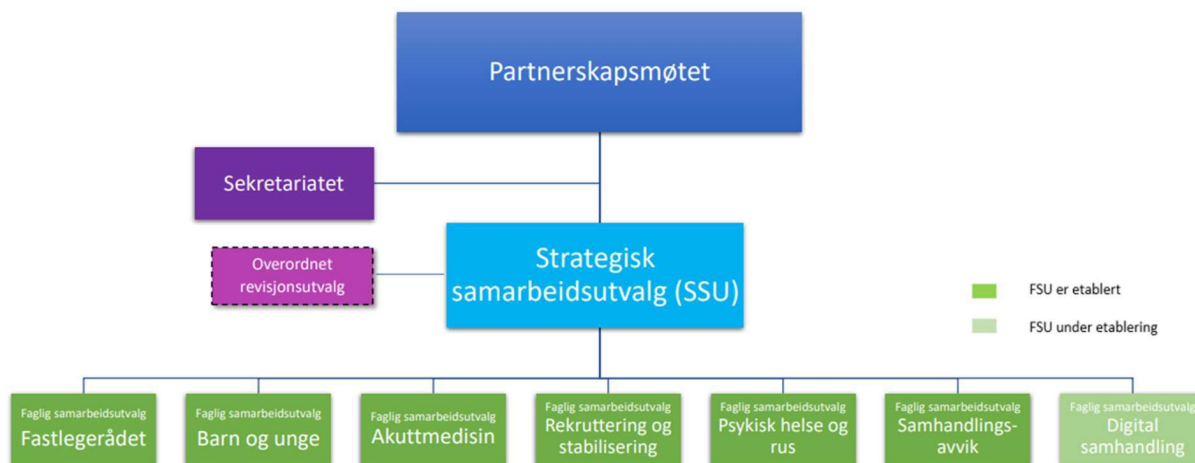 Partnerskapsmøtet
Sekretariatet
Overordnet
revisjonsutvalg
Strategisk
samarbeidsutvalg (SSU)
FSU er etablert
FSU under etablering
Faglig samarbeidsutvalg
Fastlegerådet
Faglig samarbeidsutvalg
Barn og unge
Faglig samarbeidsutvalg
Akuttmedisin
Faglig samarbeidsutvalg
Rekruttering og
stabilisering
Faglig samarbeidsutvalg
Psykisk helse og
rus
Faglig samarbeidsutvalg
Samhandlings-
avvik
Faglig samarbeidsutvalg
Digital
samhandling